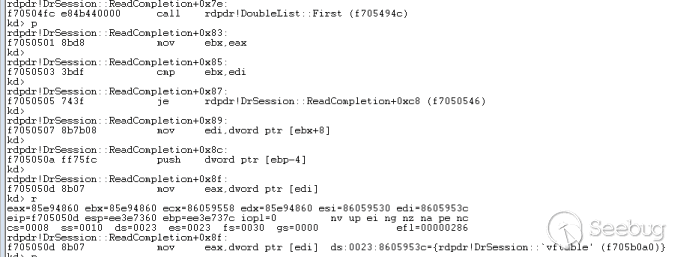 rdpdr!DrSession::ReadCompletion+0x7e:
f70504fc e84b440000 call rdpdr!DoubleList::First (f705494c)
kd> p
rdpdr!DrSession::ReadCompletion+0x83:
f7050501 8bd8 mov ebx,eax
kd>
rdpdr!DrSession::ReadCompletion+0x85:
f7050503 3bdf cmp ebx,edi
kd>
rdpdr!DrSession::ReadCompletion+0x87:
f7050505 743f je rdpdr!DrSession::ReadCompletion+0xc8 (f7050546)
kd>
rdpdr!DrSession::ReadCompletion+0x89:
f7050507 8b7b08 mov edi,dword ptr [ebx+8]
kd>
rdpdr!DrSession::ReadCompletion+0x8c:
f705050a ff75fc push dword ptr [ebp-4]
kd>
rdpdr!DrSession::ReadCompletion+0x8f:
f705050d 8b07 mov eax,dword ptr [edi]
kd> r
eax=85e94860 ebx=85e94860 ecx=86059558 edx=85e94860 esi=86059530 edi=8605953c
eip=f705050d esp=ee3e7360 ebp=ee3e737c iopl=0 nv up ei ng nz na pe nc
cs=0008 ss=0010 ds=0023 es=0023 fs=0030 gs=0000 efl=00000286
rdpdr!DrSession::ReadCompletion+0x8f:
f705050d 8b07 mov eax,dword ptr [edi] ds:0023:8605953c={rdpdr!DrSession::`vftable' (f705b0a0)}
kd> p
Seebug